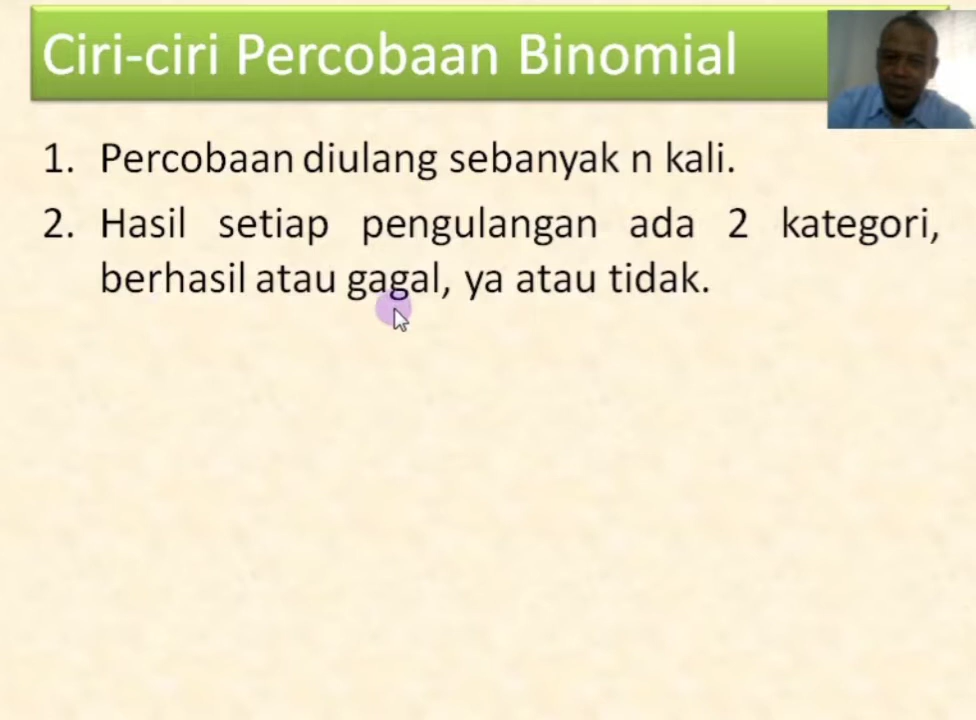 Ciri-ciri Percobaan Binomial
1. Percobaan diulang sebanyak n kali.
2. Hasil setiap pengulangan ada 2 kategori,
berhasil atau gagal, ya atau tidak.